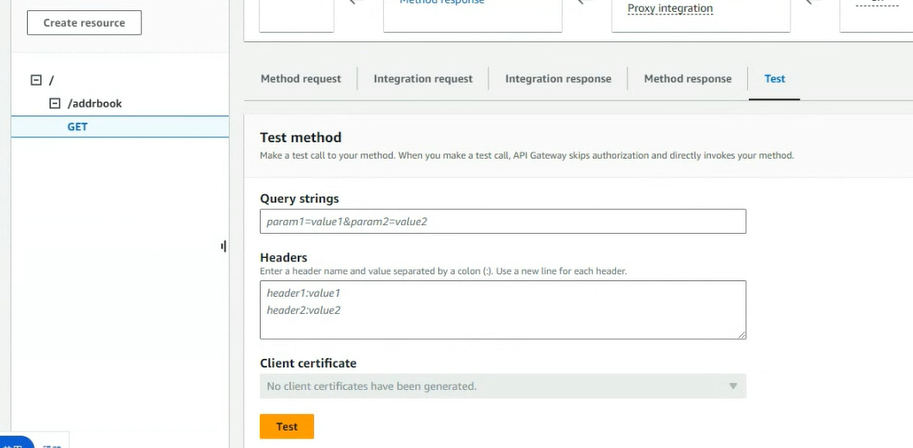 Create resource
Method response
Proxy integration
/
/addrbook
GET
Method request
Integration request
Integration response
Method response
Test
Test method
Make a test call to your method. When you make a test call, API Gateway skips authorization and directly invokes your method.
Query strings
param1=value1&param2=value2
Headers
Enter a header name and value separated by a colon (:). Use a new line for each header.
header1:value1
header2:value2
Client certificate
No client certificates have been generated.
Test